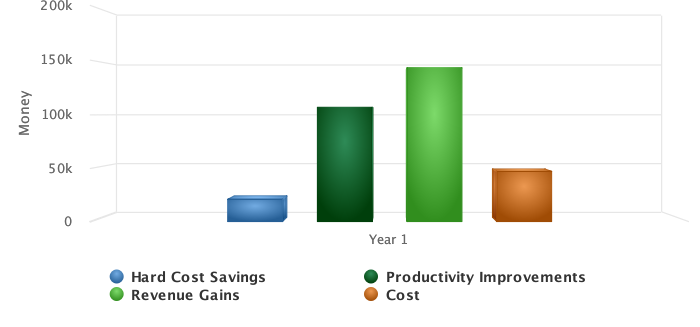 200k
150k
100k
50k
0
Money
Year 1
Hard Cost Savings
Productivity Improvements
Revenue Gains
Cost